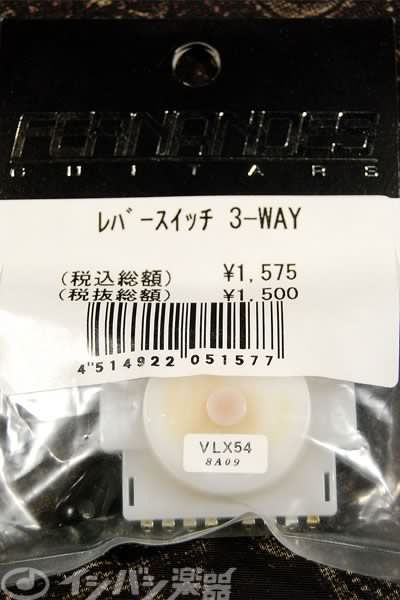 FERNANDES
GUITARS
ﾚﾊﾞｰｽｲｯﾁ 3-WAY
(税込総額) ¥1,575
(税抜総額) ¥1,500
4 514922 051577
VLX54
8A09
イシバシ楽器